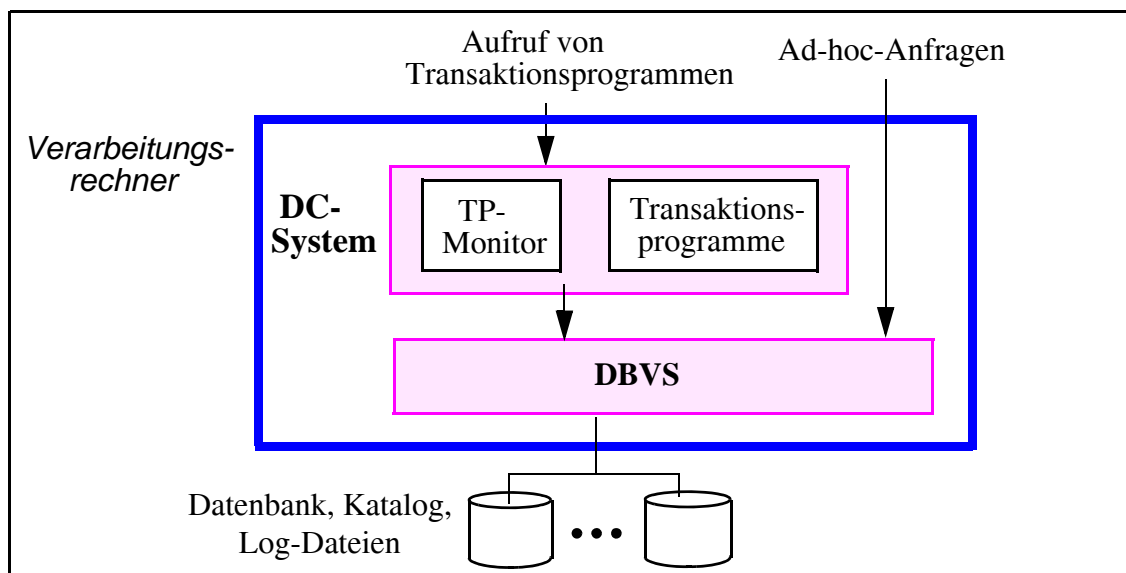 Aufruf von
Transaktionsprogrammen
Ad-hoc-Anfragen
Verarbeitungs-
rechner
DC-
System
TP-
Monitor
Transaktions-
programme
DBVS
Datenbank, Katalog,
Log-Dateien